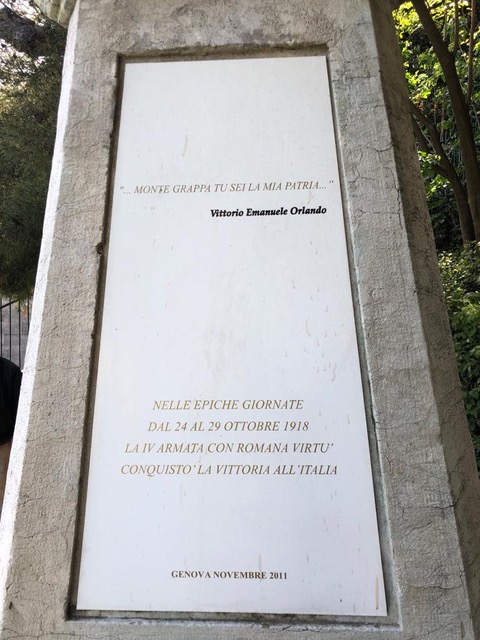 "... MONTE GRAPPA TU SEI LA MIA PATRIA..."
Vittorio Emanuele Orlando
NELLE EPICHE GIORNATE
DAL 24 AL 29 OTTOBRE 1918
LA IV ARMATA CON ROMANA VIRTU'
CONQUISTO' LA VITTORIA ALL'ITALIA
GENOVA NOVEMBRE 2011